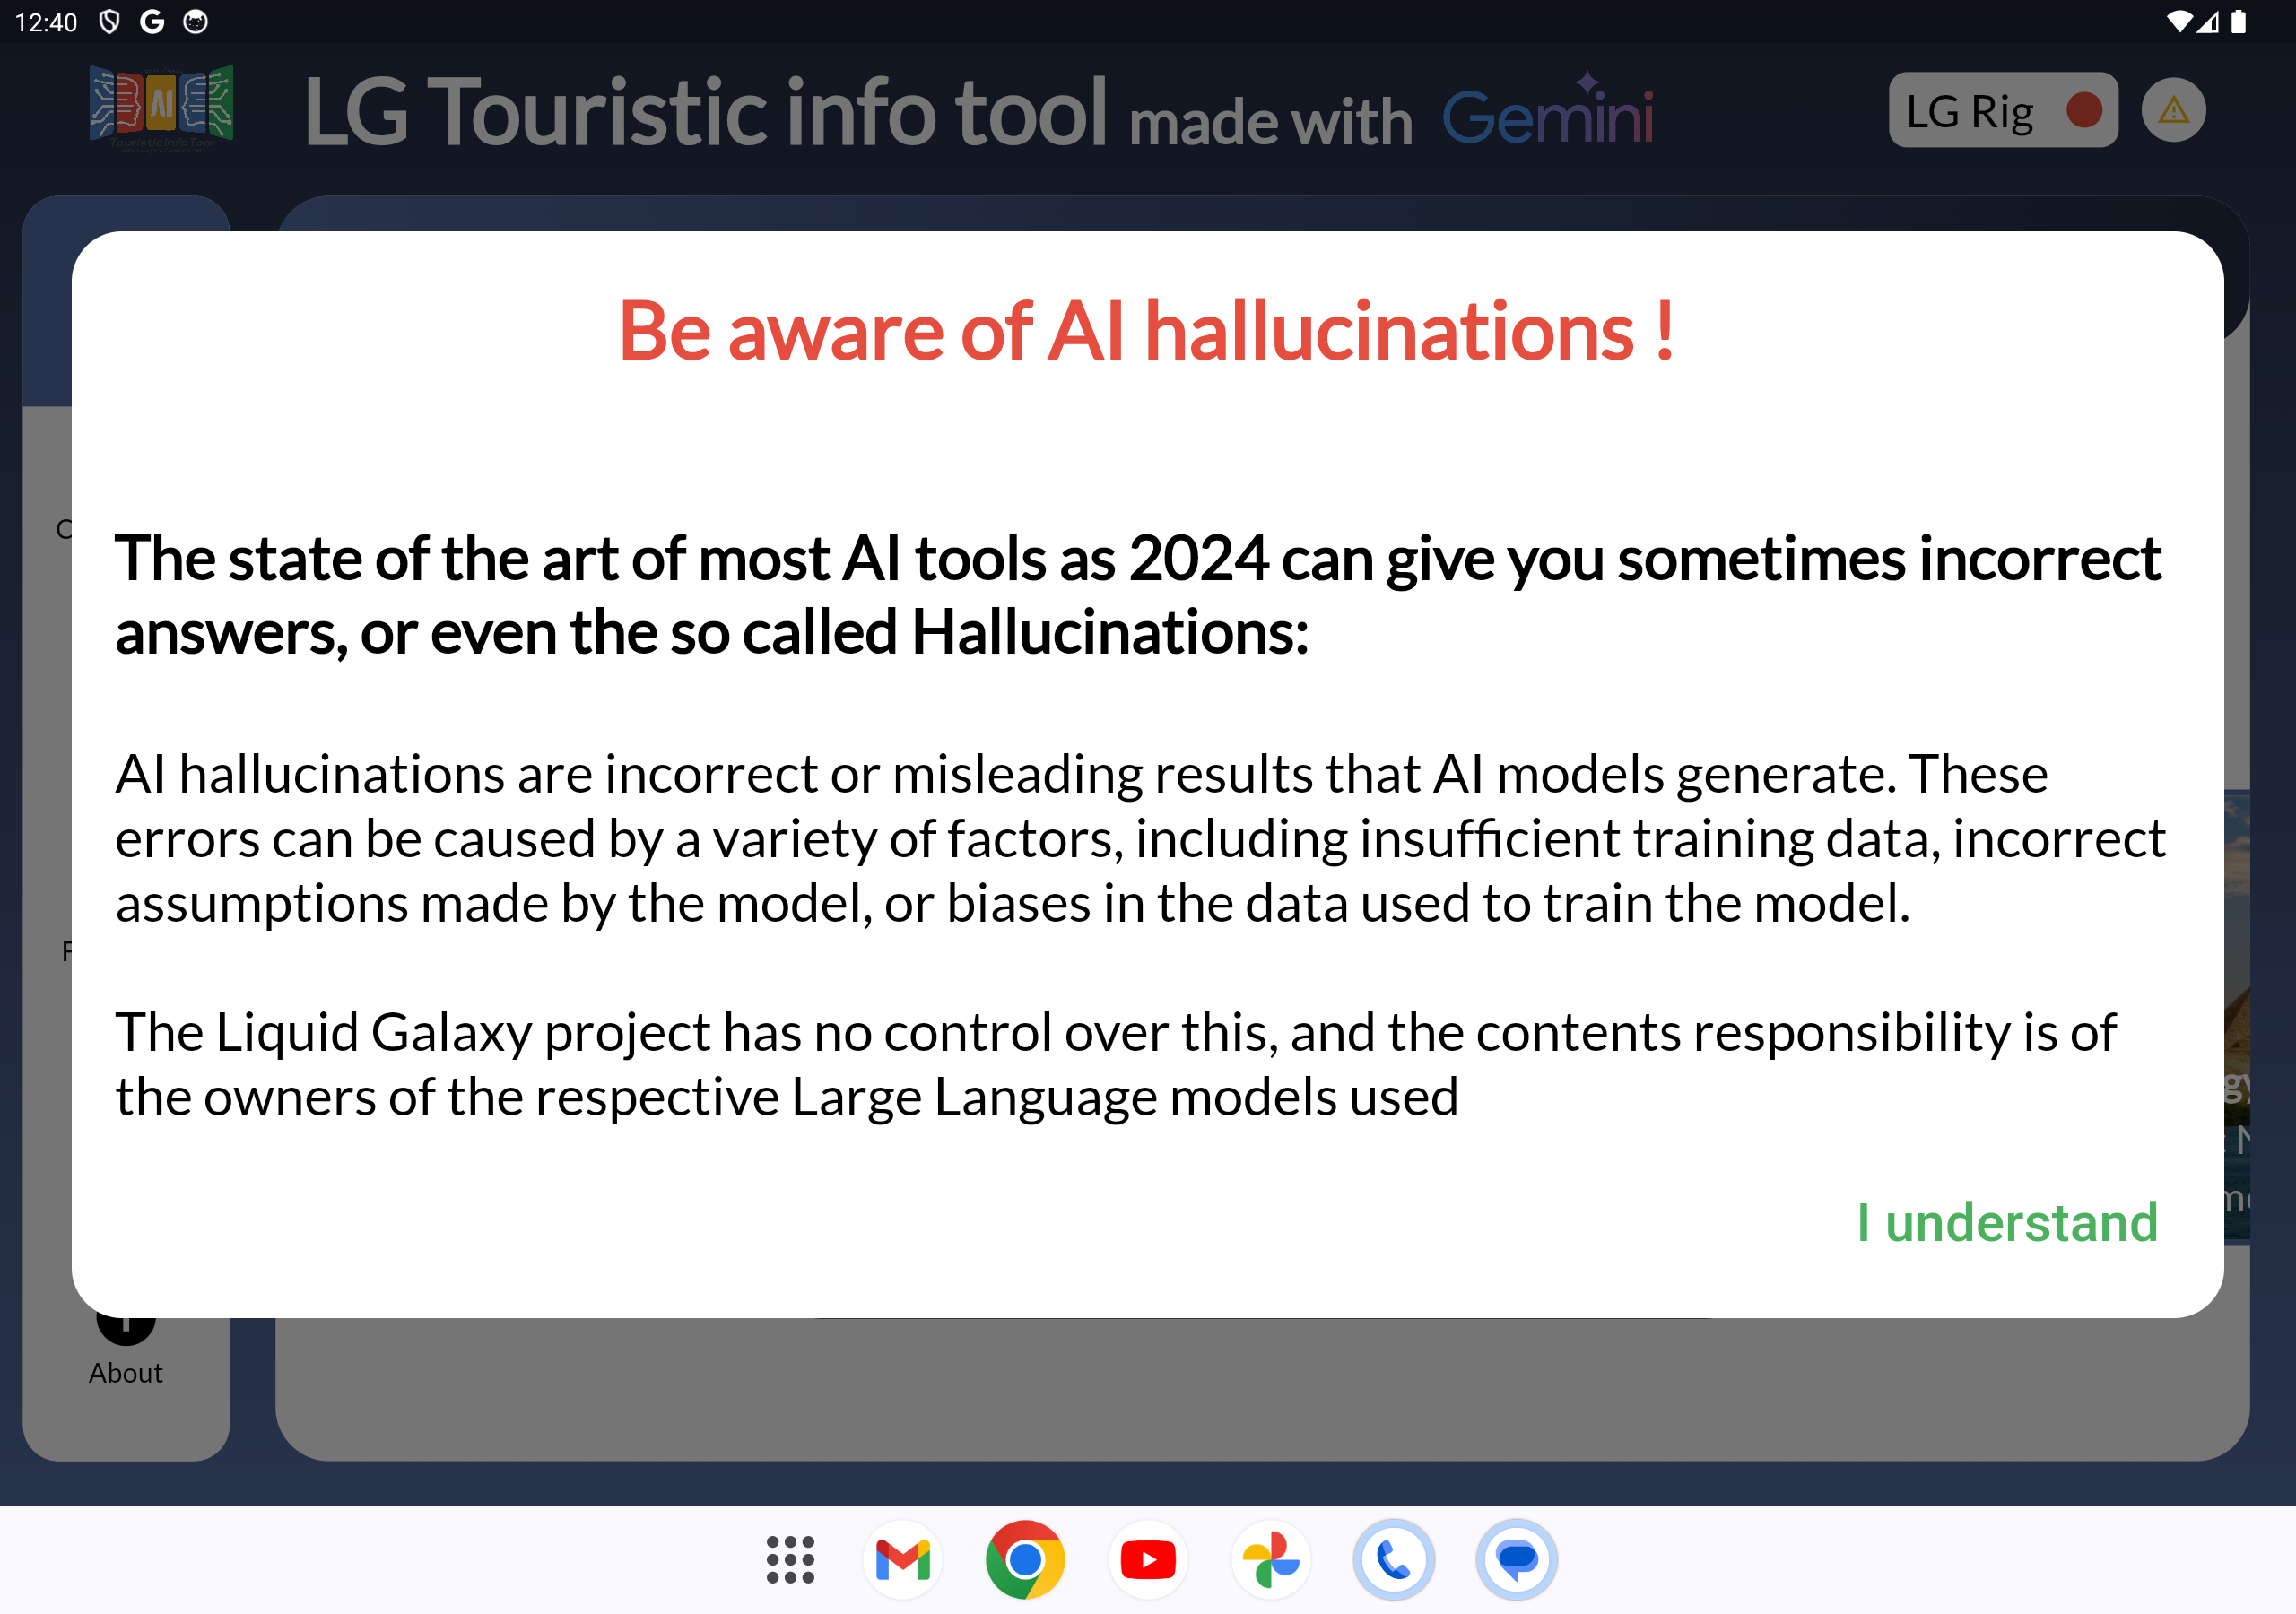 12:40
AI
Touristic Info Tool
LG Touristic info tool made with Gemini
LG Rig
Be aware of AI hallucinations !
The state of the art of most AI tools as 2024 can give you sometimes incorrect
answers, or even the so called Hallucinations:
AI hallucinations are incorrect or misleading results that AI models generate. These
errors can be caused by a variety of factors, including insufficient training data, incorrect
assumptions made by the model, or biases in the data used to train the model.
The Liquid Galaxy project has no control over this, and the contents responsibility is of
the owners of the respective Large Language models used
I understand
About